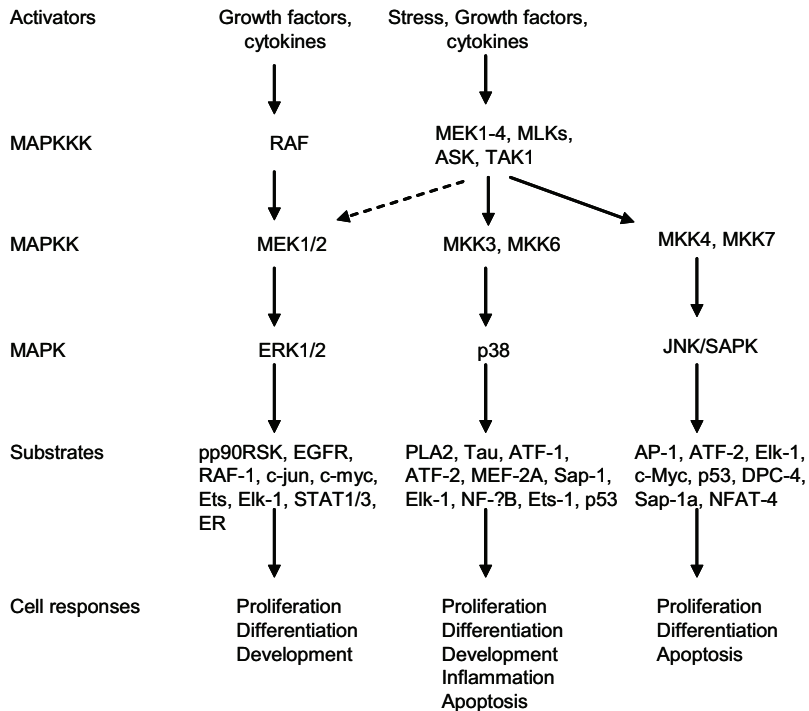 Activators
Growth factors,
cytokines
Stress, Growth factors,
cytokines
MAPKKK
RAF
MEK1-4, MLKs,
ASK, TAK1
MAPKK
MEK1/2
MKK3, MKK6
MKK4, MKK7
MAPK
ERK1/2
p38
JNK/SAPK
Substrates
pp90RSK, EGFR,
RAF-1, c-jun, c-myc,
Ets, Elk-1, STAT1/3,
ER
PLA2, Tau, ATF-1,
ATF-2, MEF-2A, Sap-1,
Elk-1, NF-?B, Ets-1, p53
AP-1, ATF-2, Elk-1,
c-Myc, p53, DPC-4,
Sap-1a, NFAT-4
Cell responses
Proliferation
Differentiation
Development
Proliferation
Differentiation
Development
Inflammation
Apoptosis
Proliferation
Differentiation
Apoptosis